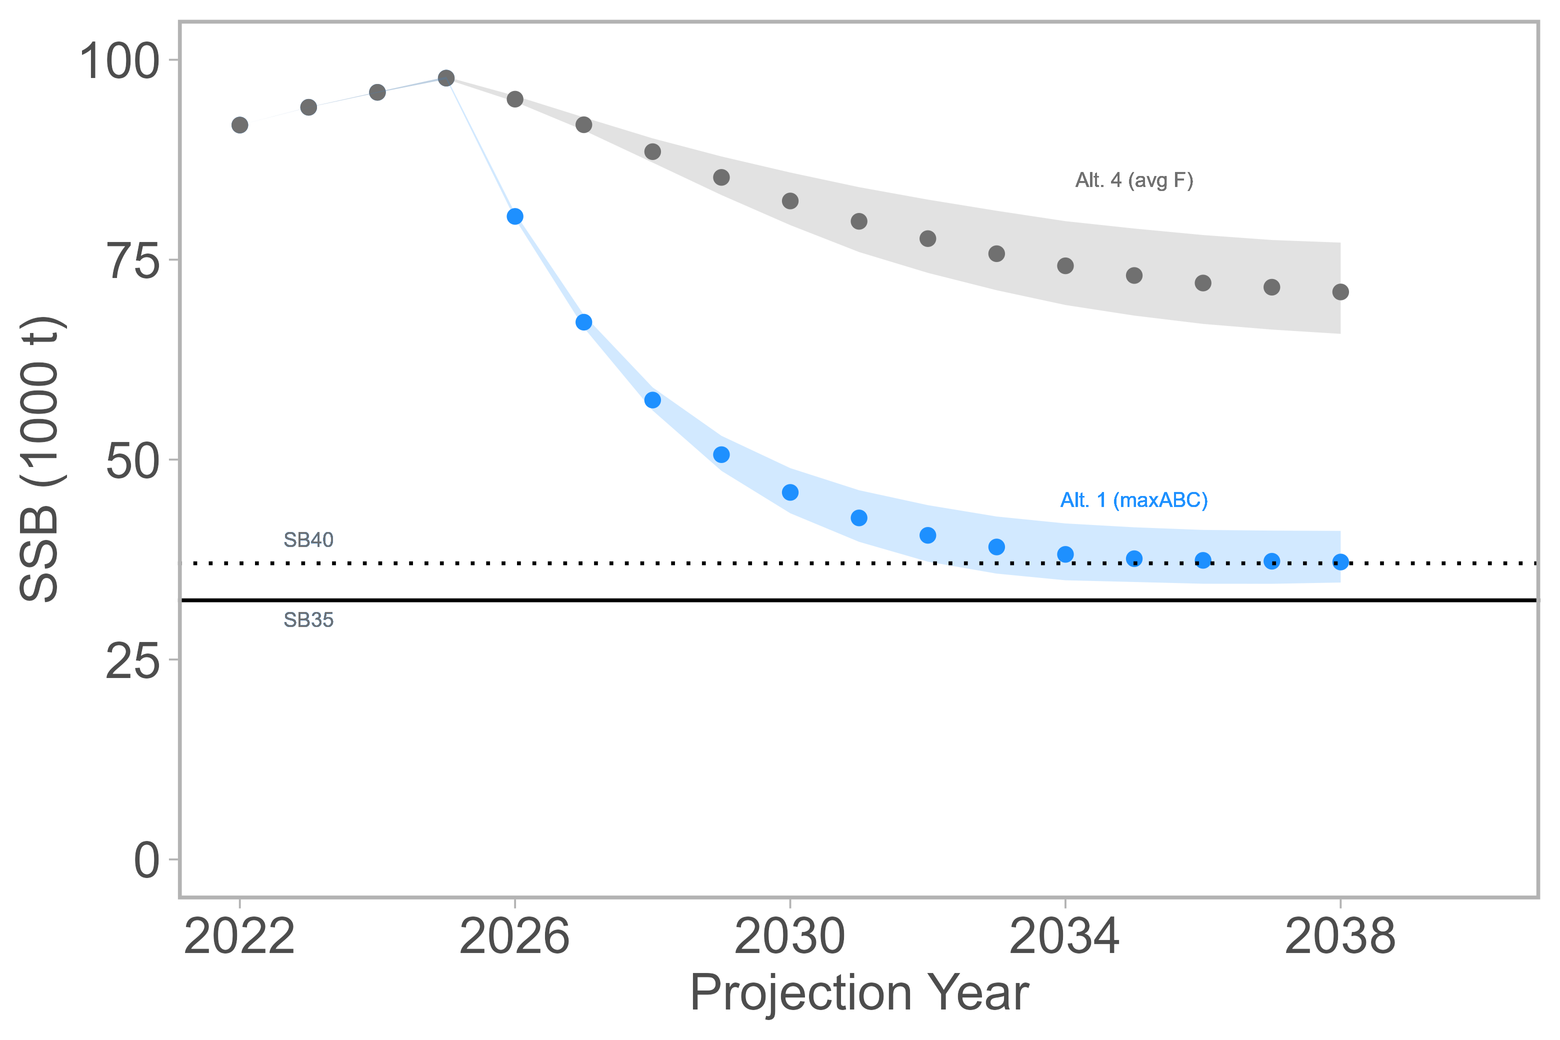 100
75
50
25
0
SSB (1000 t)
Alt. 4 (avg F)
Alt. 1 (maxABC)
SB40
SB35
2022 2026 2030 2034 2038
Projection Year